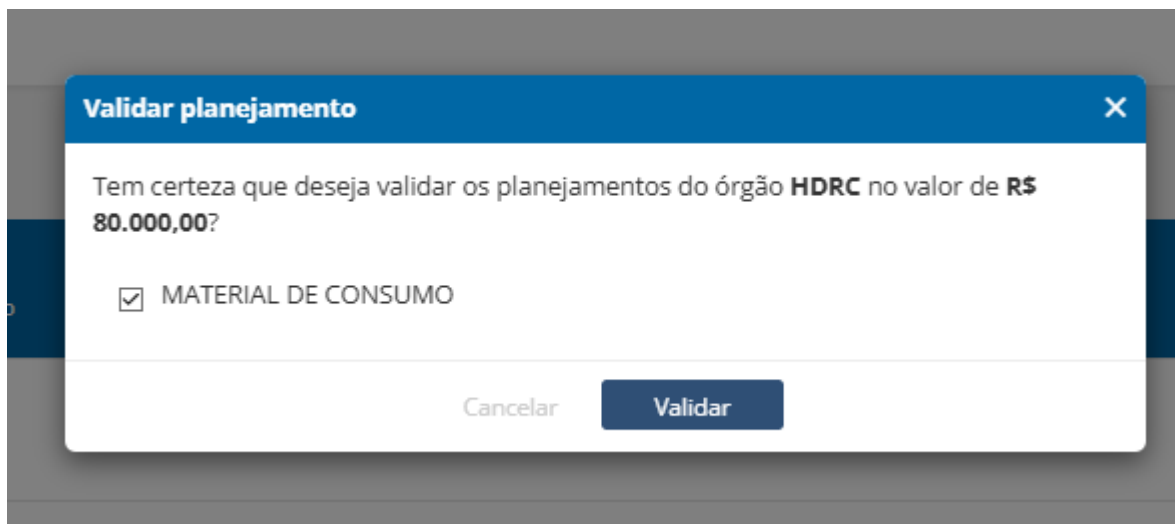 Validar planejamento
Tem certeza que deseja validar os planejamentos do órgão HDRC no valor de R$
80.000,00?
MATERIAL DE CONSUMO
Cancelar Validar